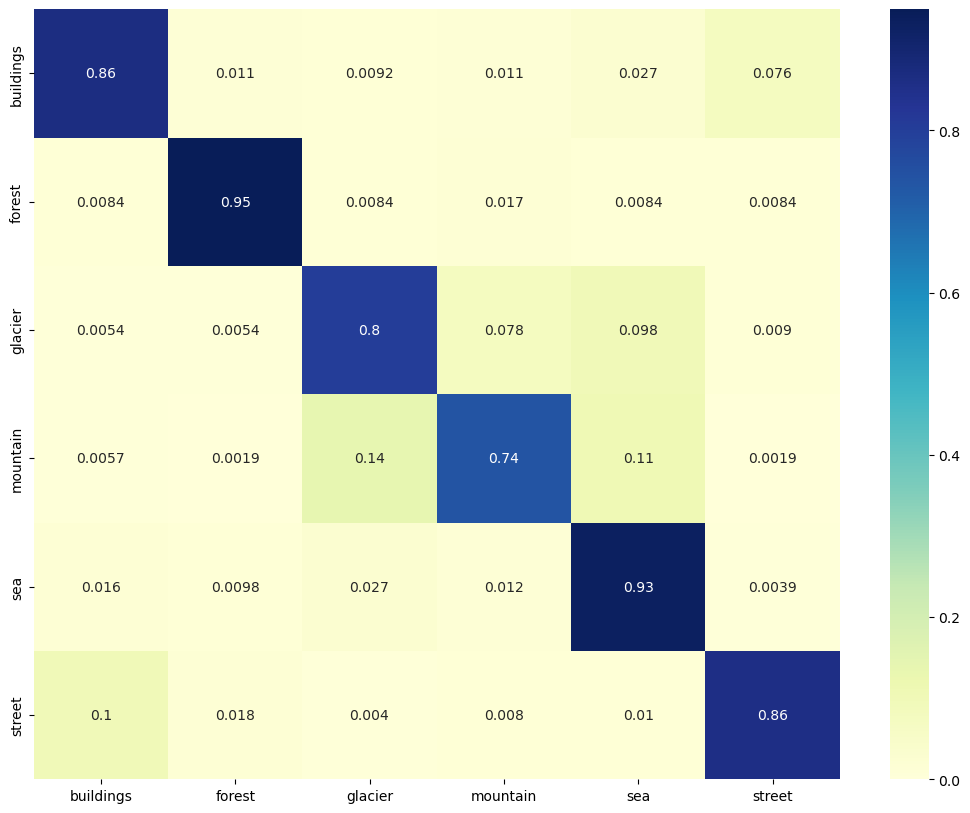 buildings 0.86 0.011 0.0092 0.011 0.027 0.076
0.8
forest 0.0084 0.95 0.0084 0.017 0.0084 0.0084
0.6
glacier 0.0054 0.0054 0.8 0.078 0.098 0.009
mountain 0.0057 0.0019 0.14 0.74 0.11 0.0019
0.4
sea 0.016 0.0098 0.027 0.012 0.93 0.0039
0.2
street 0.1 0.018 0.004 0.008 0.01 0.86
0.0
buildings forest glacier mountain sea street